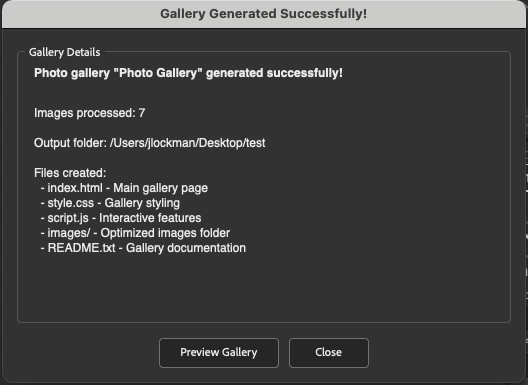 Gallery Generated Successfully!
Gallery Details
Photo gallery "Photo Gallery" generated successfully!
Images processed: 7
Output folder: /Users/jlockman/Desktop/test
Files created:
- index.html - Main gallery page
- style.css - Gallery styling
- script.js - Interactive features
- images/ - Optimized images folder
- README.txt - Gallery documentation
Preview Gallery
Close